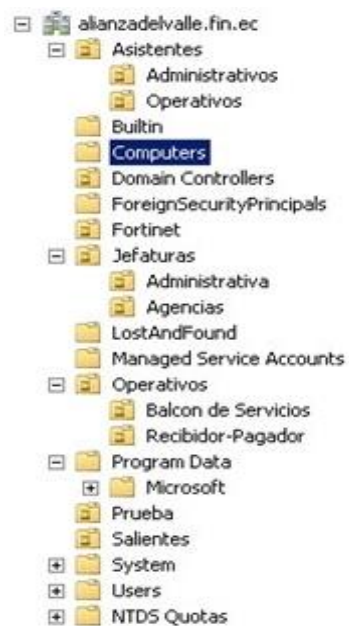 alianzadelvalle.fin.ec
Asistentes
Administrativos
Operativos
Builtin
Computers
Domain Controllers
ForeignSecurityPrincipals
Fortinet
Jefaturas
Administrativa
Agencias
LostAndFound
Managed Service Accounts
Operativos
Balcon de Servicios
Recibidor-Pagador
Program Data
Microsoft
Prueba
Salientes
System
Users
NTDS Quotas